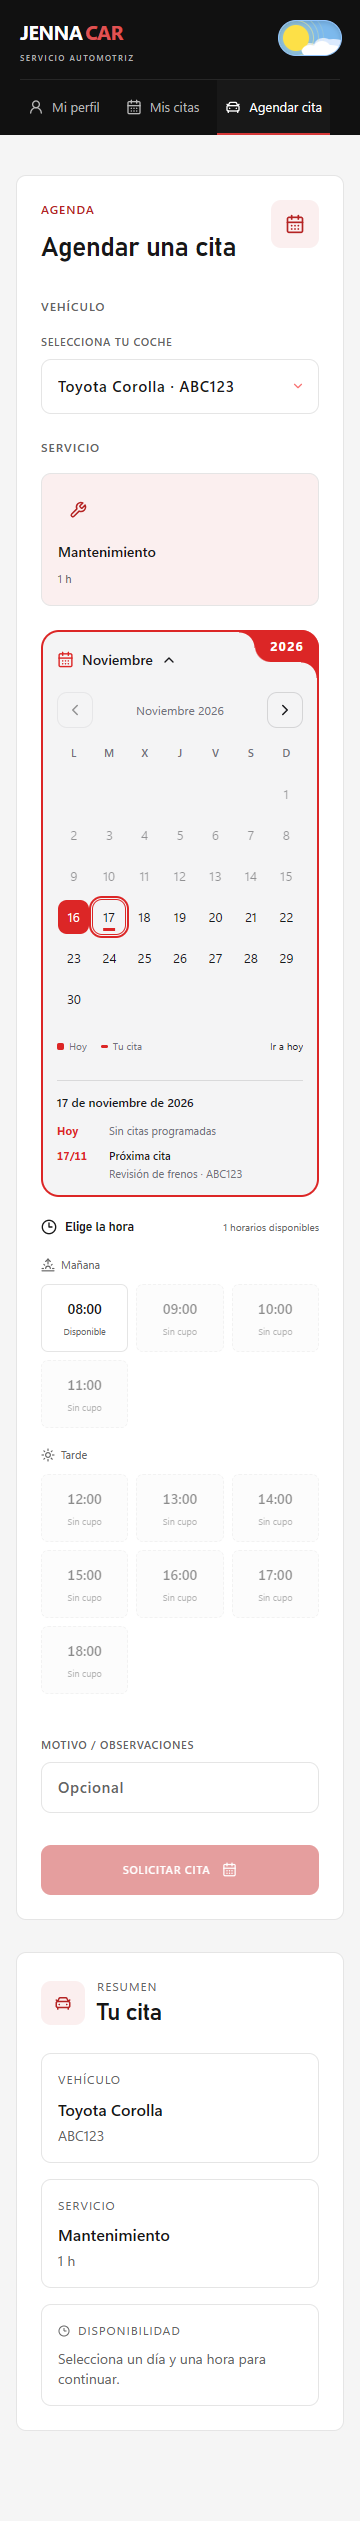 JENNA CAR
SERVICIO AUTOMOTRIZ
Mi perfil Mis citas Agendar cita
AGENDA
Agendar una cita
VEHÍCULO
SELECCIONA TU COCHE
Toyota Corolla · ABC123
SERVICIO
Mantenimiento
1 h
2026
Noviembre
Noviembre 2026
L M X J V S D
1
2 3 4 5 6 7 8
9 10 11 12 13 14 15
16 17 18 19 20 21 22
23 24 25 26 27 28 29
30
Hoy Tu cita Ir a hoy
17 de noviembre de 2026
Hoy Sin citas programadas
17/11 Próxima cita
Revisión de frenos · ABC123
Elige la hora 1 horarios disponibles
Mañana
08:00 09:00 10:00
Disponible Sin cupo Sin cupo
11:00
Sin cupo
Tarde
12:00 13:00 14:00
Sin cupo Sin cupo Sin cupo
15:00 16:00 17:00
Sin cupo Sin cupo Sin cupo
18:00
Sin cupo
MOTIVO / OBSERVACIONES
Opcional
SOLICITAR CITA
RESUMEN
Tu cita
VEHÍCULO
Toyota Corolla
ABC123
SERVICIO
Mantenimiento
1 h
DISPONIBILIDAD
Selecciona un día y una hora para
continuar.